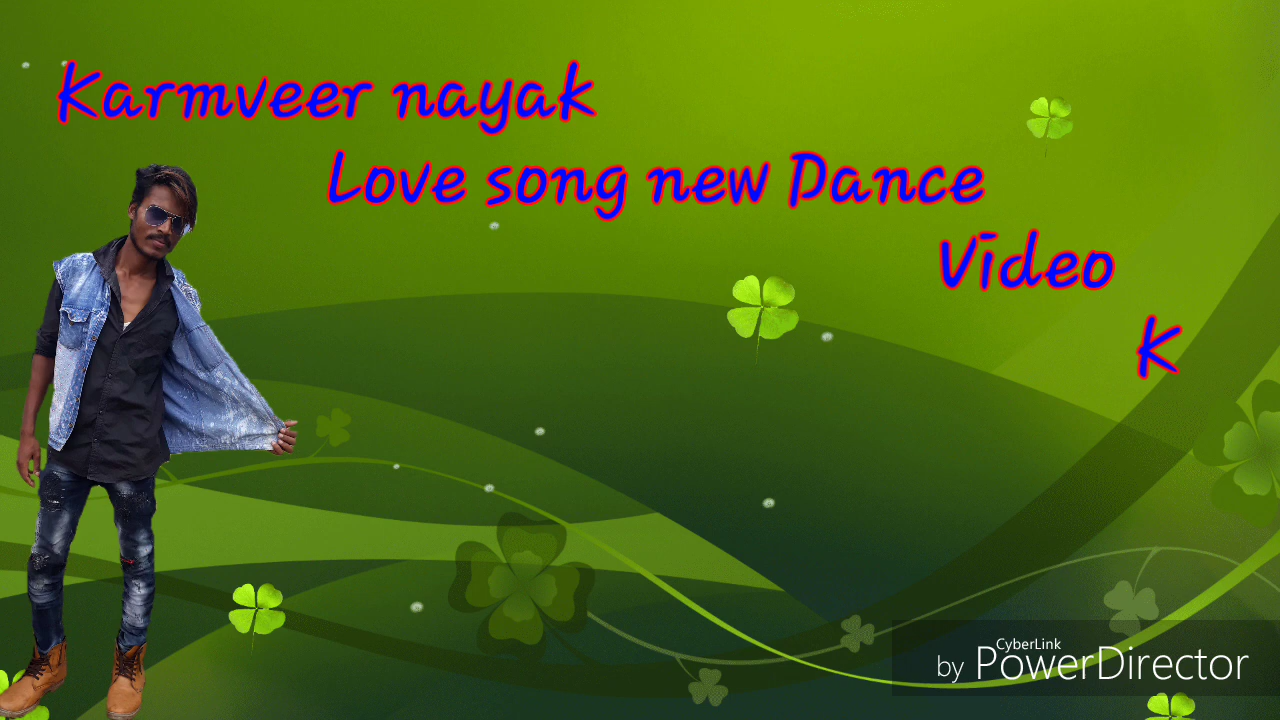 Karmveer nayak
Love song new Dance
Video
K
by CyberLink PowerDirector